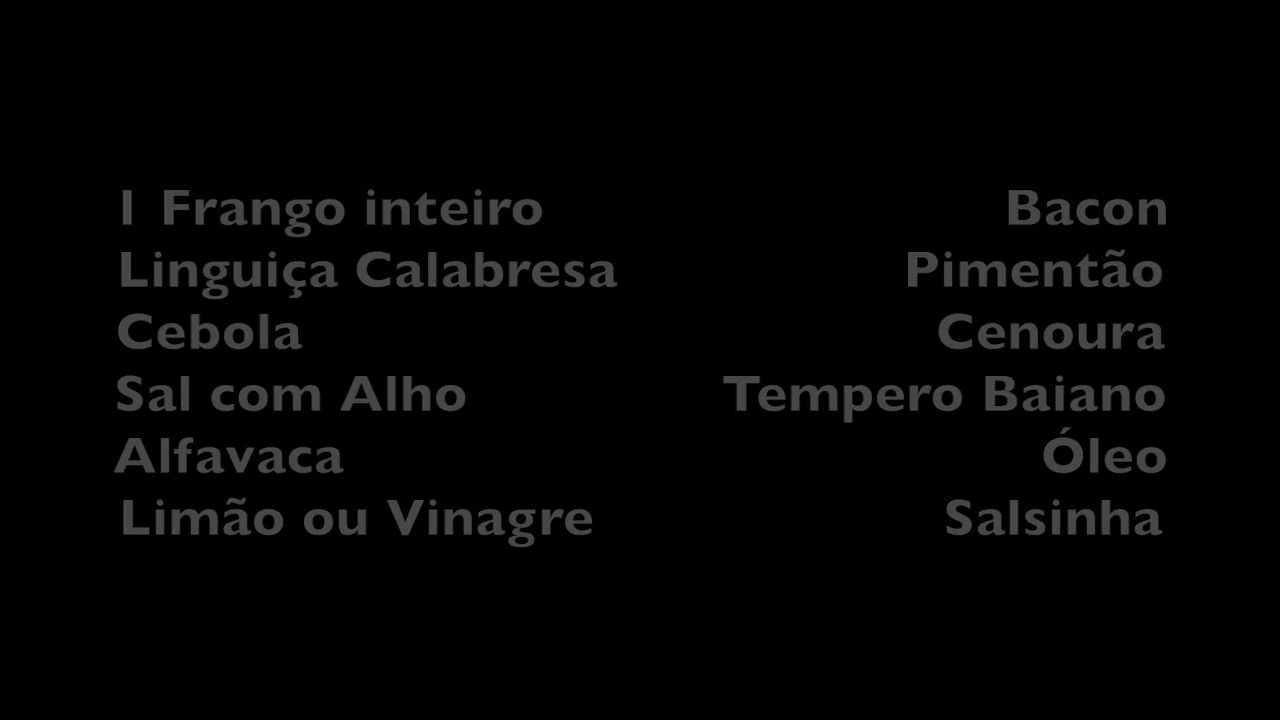 1 Frango inteiro Bacon
Linguiça Calabresa Pimentão
Cebola Cenoura
Sal com Alho Tempero Baiano
Alfavaca Óleo
Limão ou Vinagre Salsinha